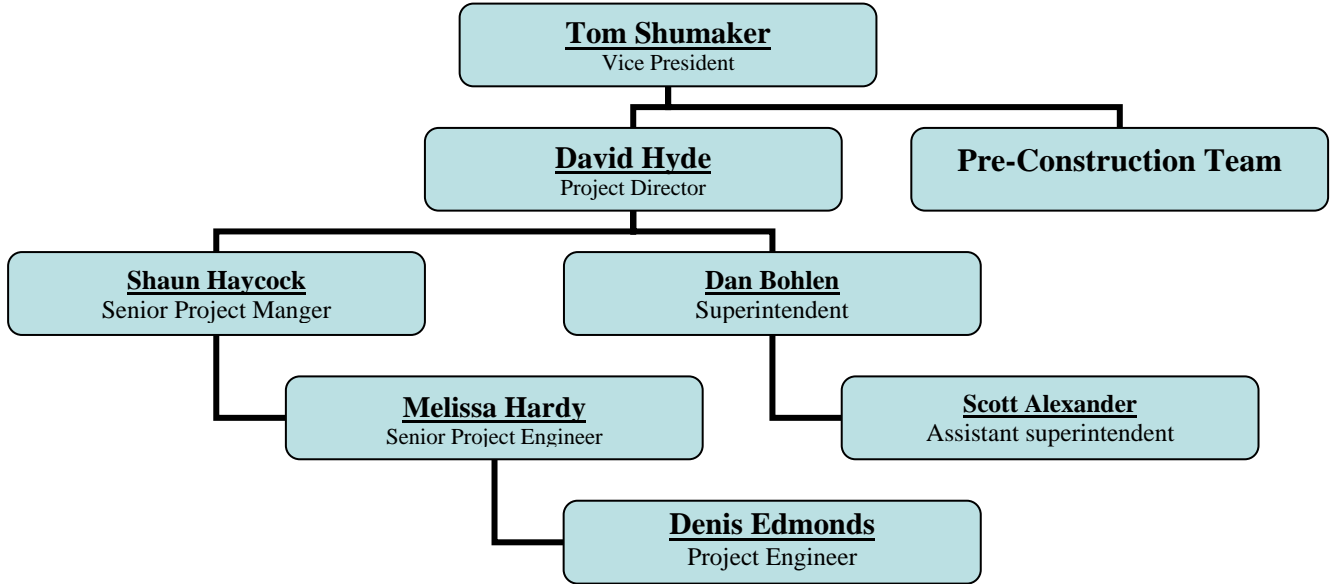 Tom Shumaker
Vice President
David Hyde
Project Director
Pre-Construction Team
Shaun Haycock
Senior Project Manger
Dan Bohlen
Superintendent
Melissa Hardy
Senior Project Engineer
Scott Alexander
Assistant superintendent
Denis Edmonds
Project Engineer